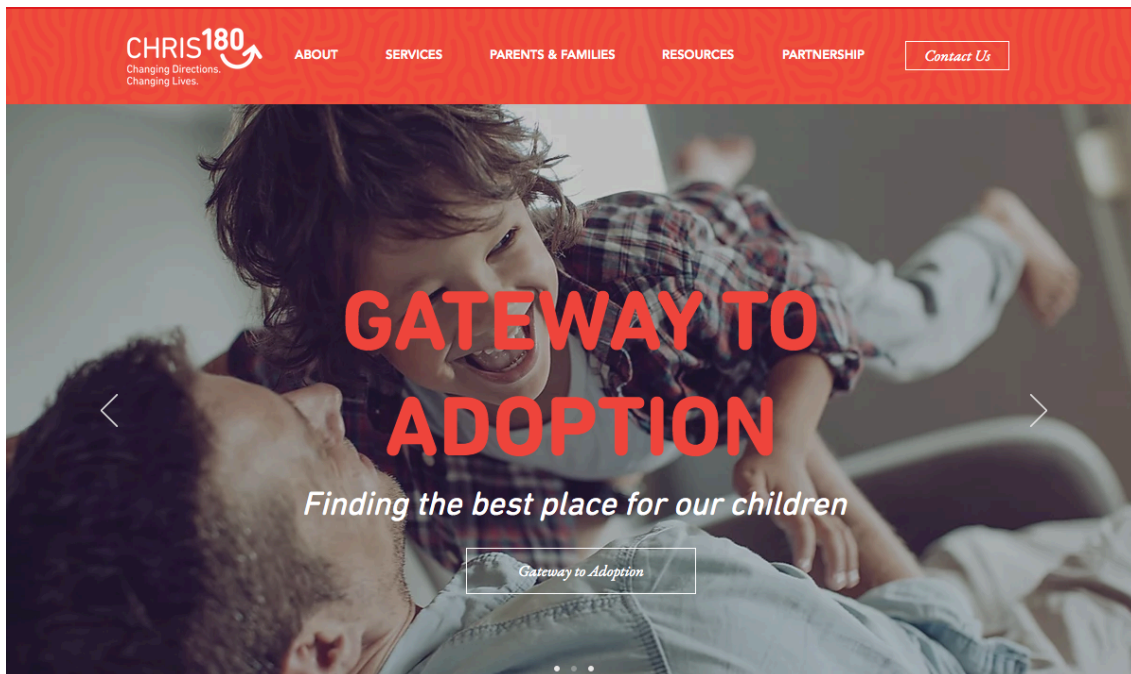 CHRIS180
Changing Directions.
Changing Lives.
ABOUT SERVICES PARENTS & FAMILIES RESOURCES PARTNERSHIP Contact Us
GATEWAY TO
ADOPTION
Finding the best place for our children
Gateway to Adoption